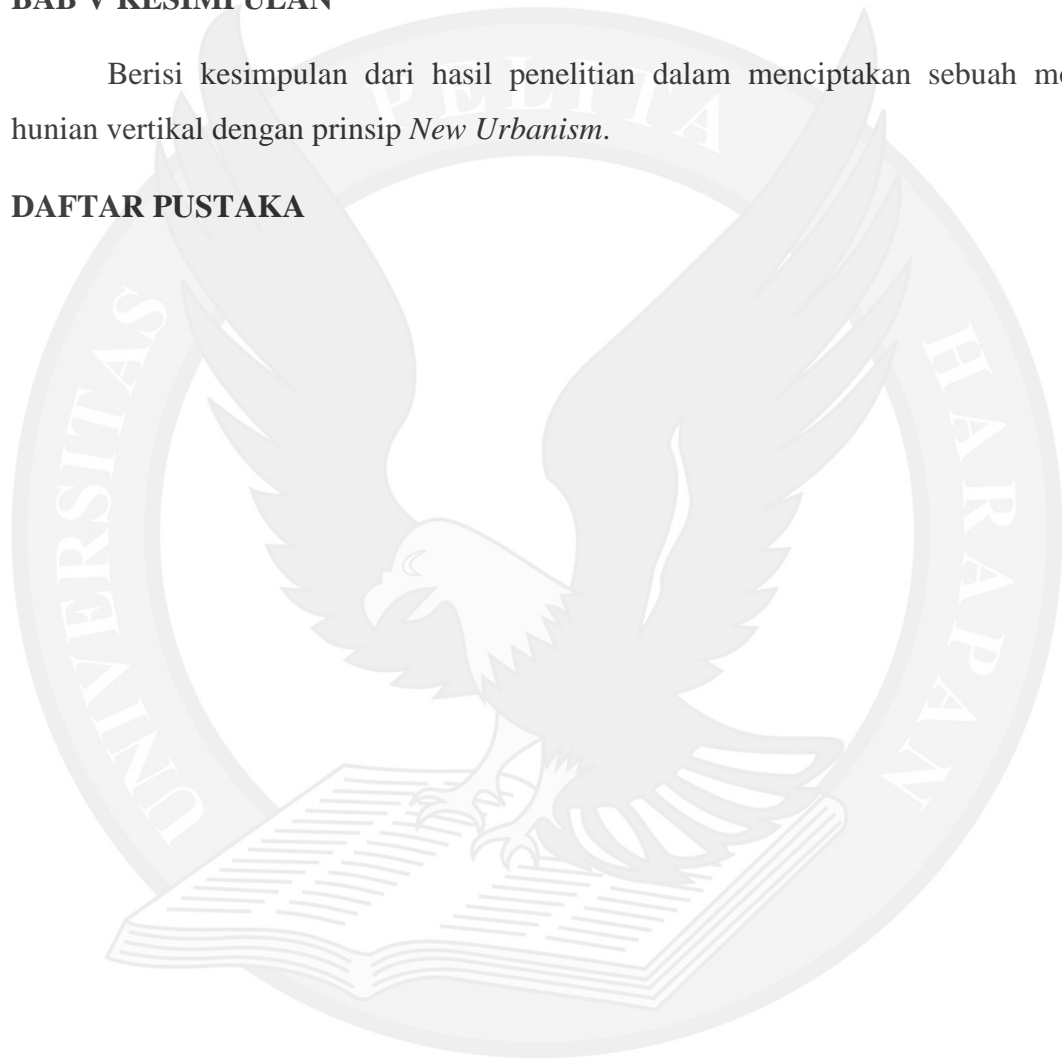 BAB V KESIMPULAN
Berisi kesimpulan dari hasil penelitian dalam menciptakan sebuah
hunian vertikal dengan prinsip New Urbanism.
DAFTAR PUSTAKA
PELITA
UNIVERSITAS
HARAPAN